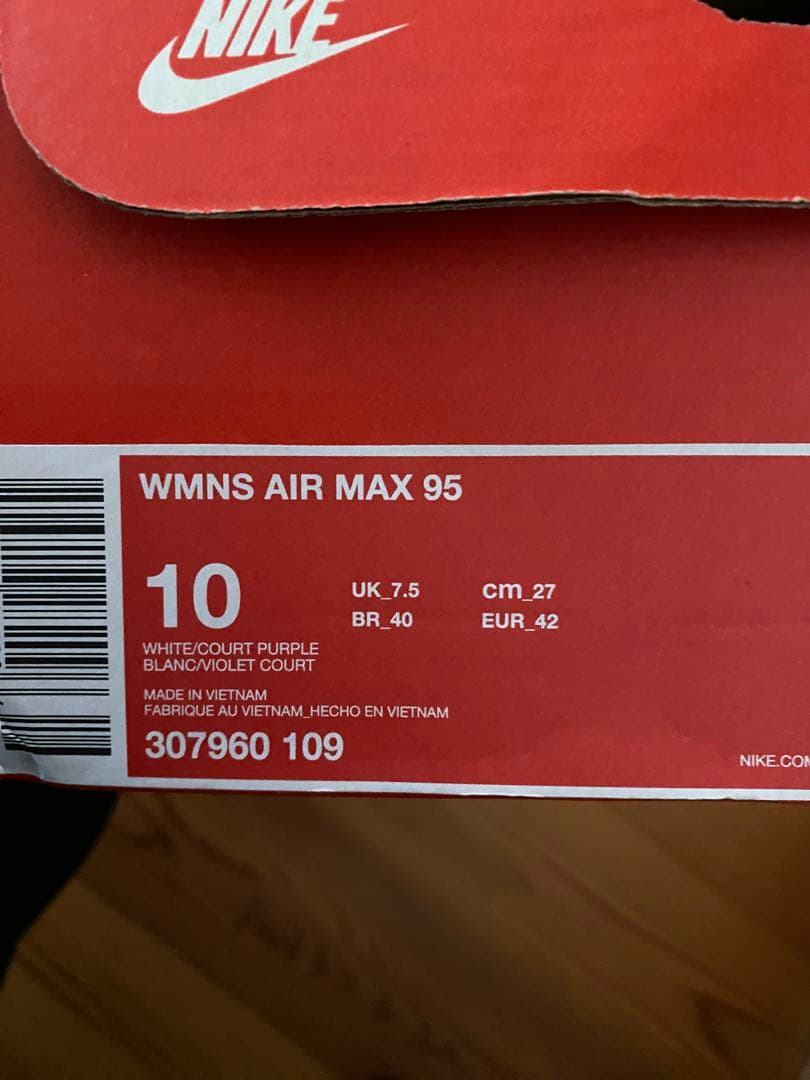 NIKE
WMNS AIR MAX 95
10
UK_7.5 cm_27
BR_40 EUR_42
WHITE/COURT PURPLE
BLANC/VIOLET COURT
MADE IN VIETNAM
FABRIQUE AU VIETNAM_HECHO EN VIETNAM
307960 109
NIKE.COM